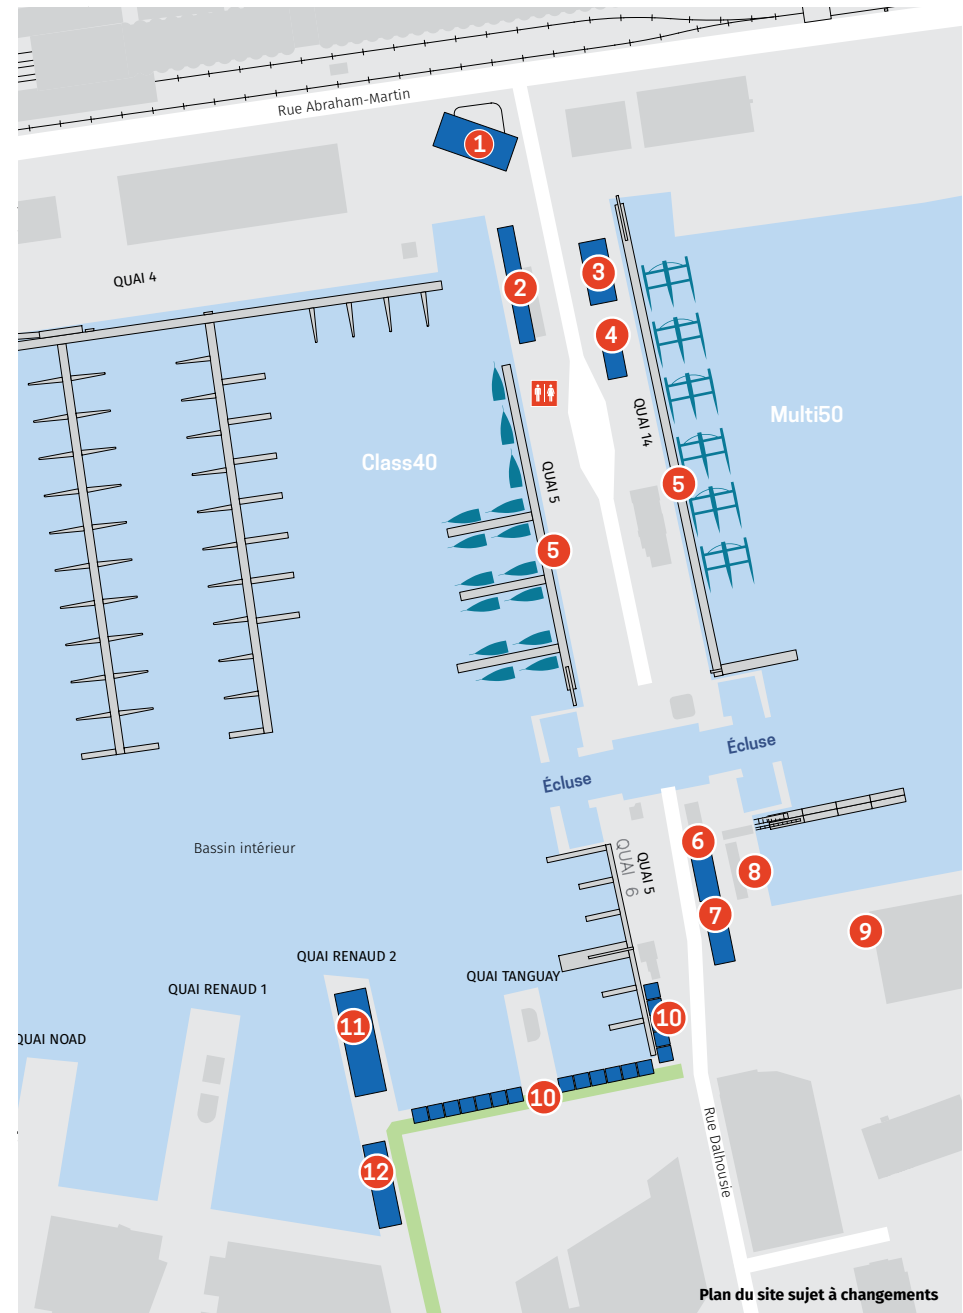 Rue Abraham-Martin
1
QUAI 4
2
3
4
QUAI 14
Multi50
Class40
QUAI 5
5
5
Écluse
Écluse
Bassin intérieur
QUAI 5
QUAI 6
6
8
7
9
QUAI RENAUD 2
QUAI TANGUAY
QUAI RENAUD 1
10
11
QUAI NOAD
10
Rue Dalhousie
12
Plan du site sujet à changements